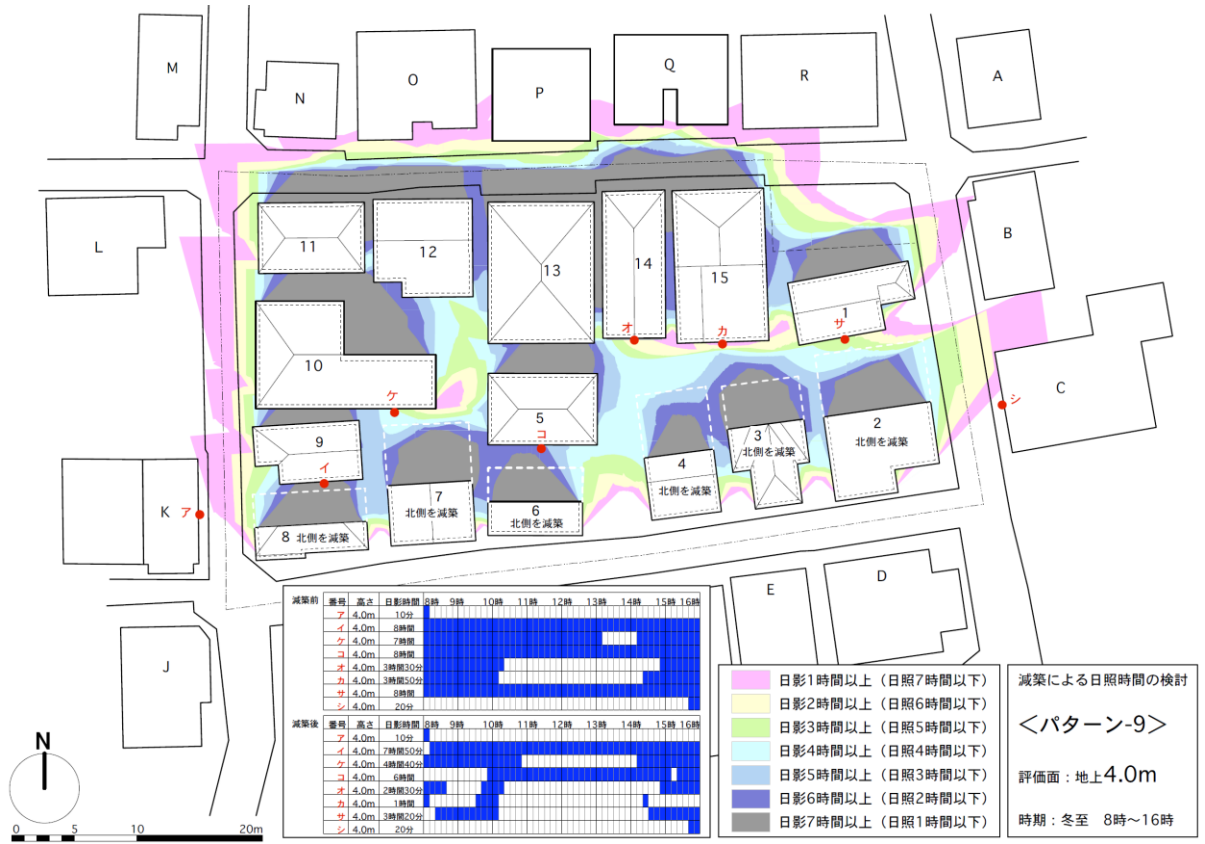 M
N
O
P
Q
R
A
L
11
12
13
14
15
1
B
オ
カ
サ
10
ケ
5
コ
C
シ
9
イ
3
北側を減築
2
北側を減築
4
北側を減築
K
ア
7
北側を減築
6
北側を減築
8 北側を減築
J
E
D
減築前 番号 高さ 日影時間 8時 9時 10時 11時 12時 13時 14時 15時 16時
ア 4.0m 10分
イ 4.0m 8時間
ケ 4.0m 7時間
コ 4.0m 8時間
オ 4.0m 3時間30分
カ 4.0m 3時間50分
サ 4.0m 8時間
シ 4.0m 20分
減築後 番号 高さ 日影時間 8時 9時 10時 11時 12時 13時 14時 15時 16時
ア 4.0m 10分
イ 4.0m 7時間50分
ケ 4.0m 4時間40分
コ 4.0m 6時間
オ 4.0m 2時間30分
カ 4.0m 1時間
サ 4.0m 3時間20分
シ 4.0m 20分
日影1時間以上（日照7時間以下）
日影2時間以上（日照6時間以下）
日影3時間以上（日照5時間以下）
日影4時間以上（日照4時間以下）
日影5時間以上（日照3時間以下）
日影6時間以上（日照2時間以下）
日影7時間以上（日照1時間以下）
減築による日照時間の検討
＜パターン-9＞
評価面：地上4.0m
時期：冬至 8時〜16時
N
0 5 10 20m